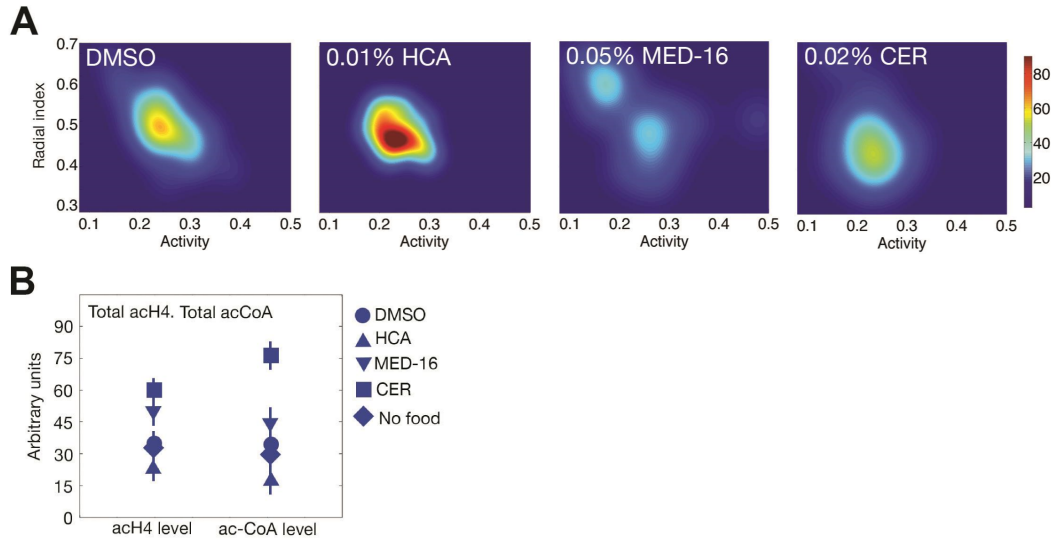 A
DMSO
0.01% HCA
0.05% MED-16
0.02% CER
Radial index
0.7
0.6
0.5
0.4
0.3
0.1 0.2 0.3 0.4 0.5
Activity
0.1 0.2 0.3 0.4 0.5
Activity
0.1 0.2 0.3 0.4 0.5
Activity
0.1 0.2 0.3 0.4 0.5
Activity
80
60
40
20
B
Total acH4. Total acCoA
Arbitrary units
90
75
60
45
30
15
0
acH4 level ac-CoA level
DMSO
HCA
MED-16
CER
No food